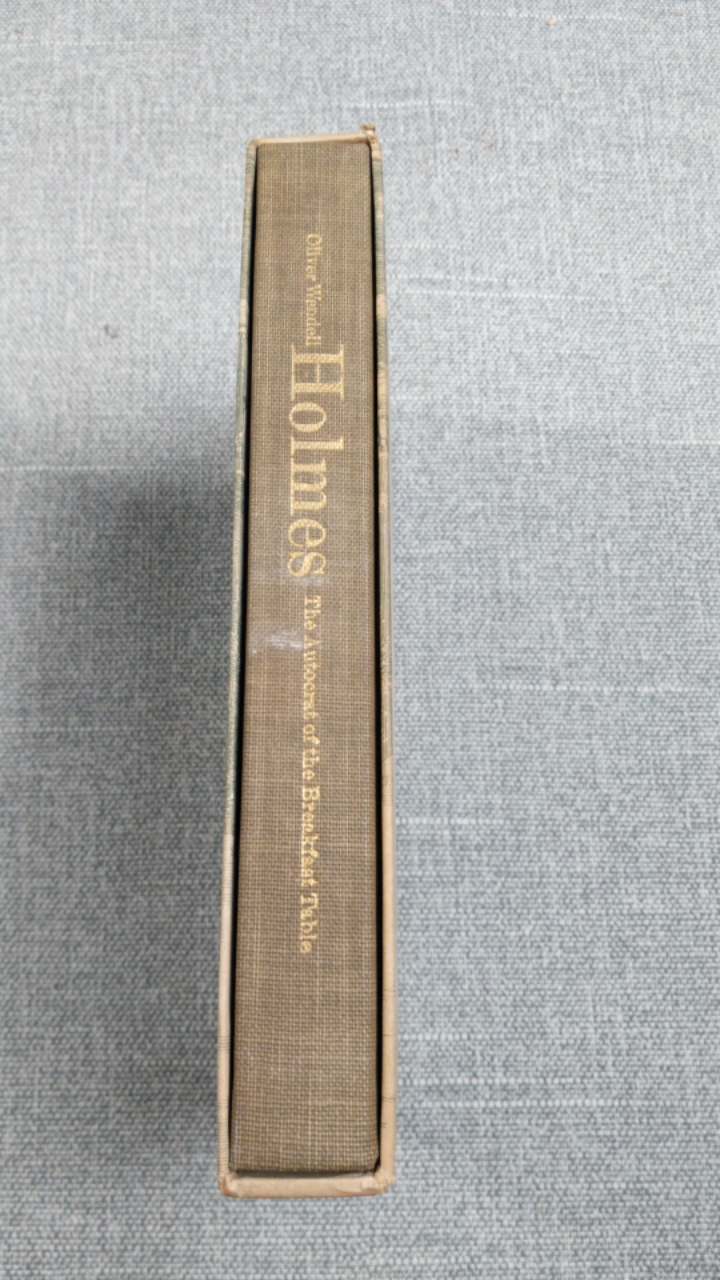 Oliver Wendell
Holmes
The Autocrat of the Breakfast Table